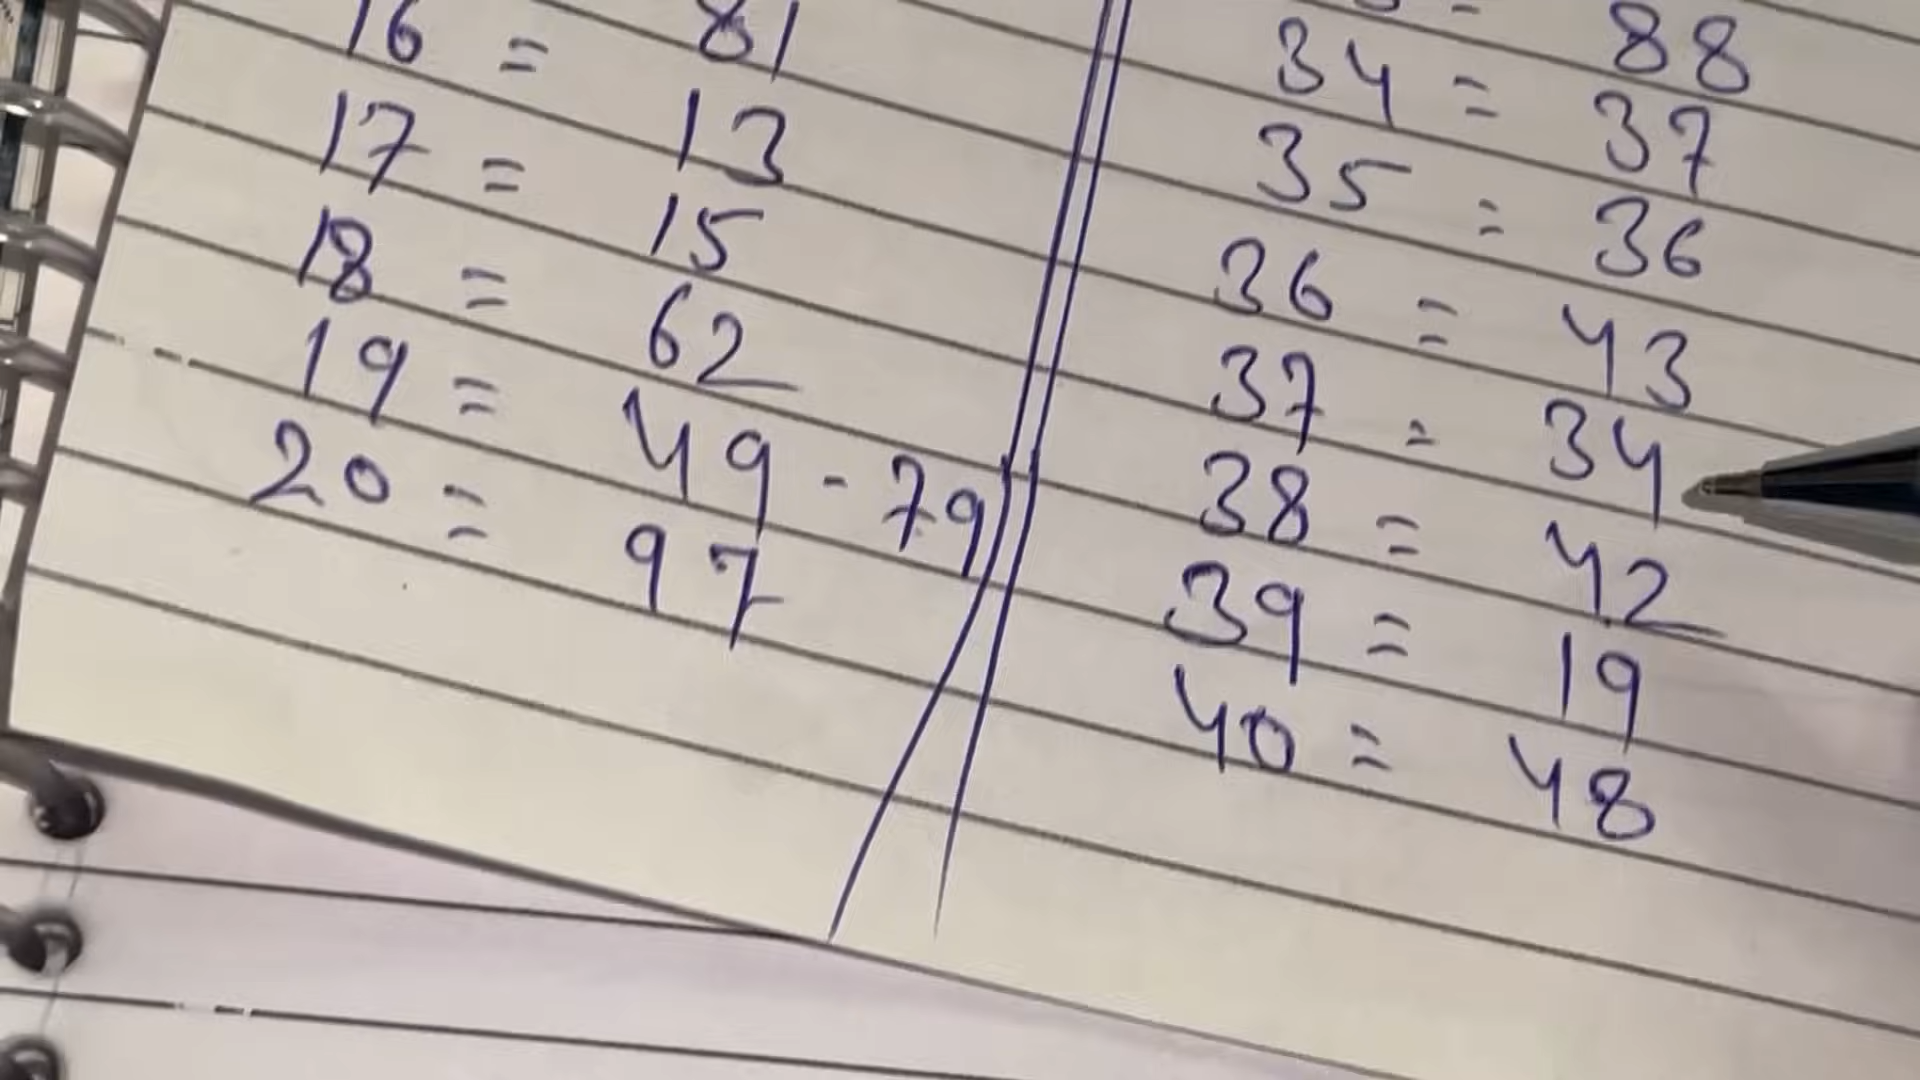 81
16 = 13
17 = 15
18 = 62
19 = 49 - 79
20 = 97
= 88
34 = 37
35 = 36
36 = 43
37 = 34
38 = 42
39 = 19
40 = 48